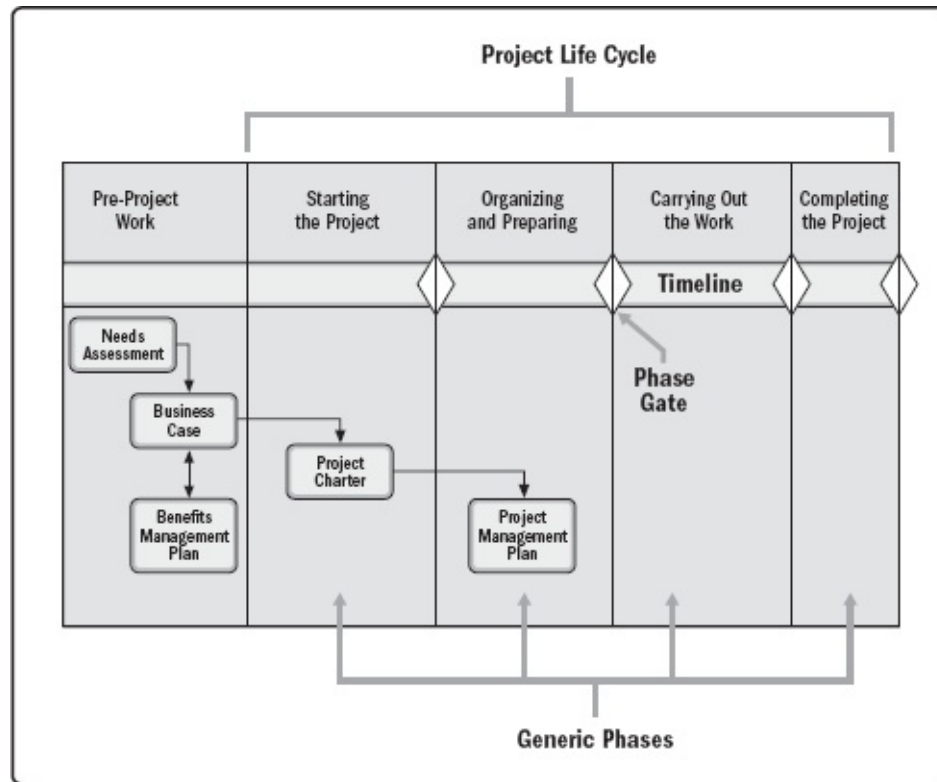 Project Life Cycle
Pre-Project
Work
Starting
the Project
Organizing
and Preparing
Carrying Out
the Work
Completing
the Project
Timeline
Needs
Assessment
Phase
Gate
Business
Case
Project
Charter
Benefits
Management
Plan
Project
Management
Plan
Generic Phases